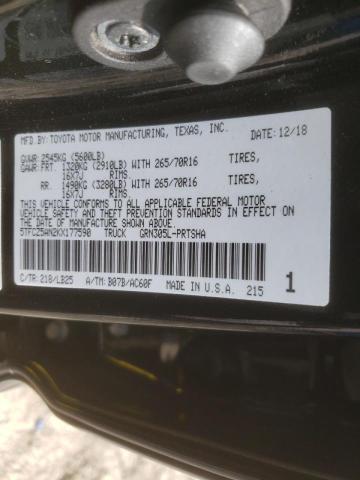 MFD.BY:TOYOTA MOTOR MANUFACTURING, TEXAS, INC. DATE:12/18
GVWR:2545KG (5600LB)
GAWR:FRT. 1320KG (2910LB) WITH 265/70R16 TIRES,
16X7J RIMS.
RR. 1490KG (3280LB) WITH 265/70R16 TIRES,
16X7J RIMS.
THIS VEHICLE CONFORMS TO ALL APPLICABLE FEDERAL MOTOR
VEHICLE SAFETY STANDARDS IN EFFECT ON THE DATE OF
MANUFACTURE SHOWN ABOVE.
5TFCZ5AN2KX177590 TRUCK GRN305L-PRTSHA
C/TR:218/LB25 A/TM:B07B/AC60F MADE IN U.S.A. 215 1